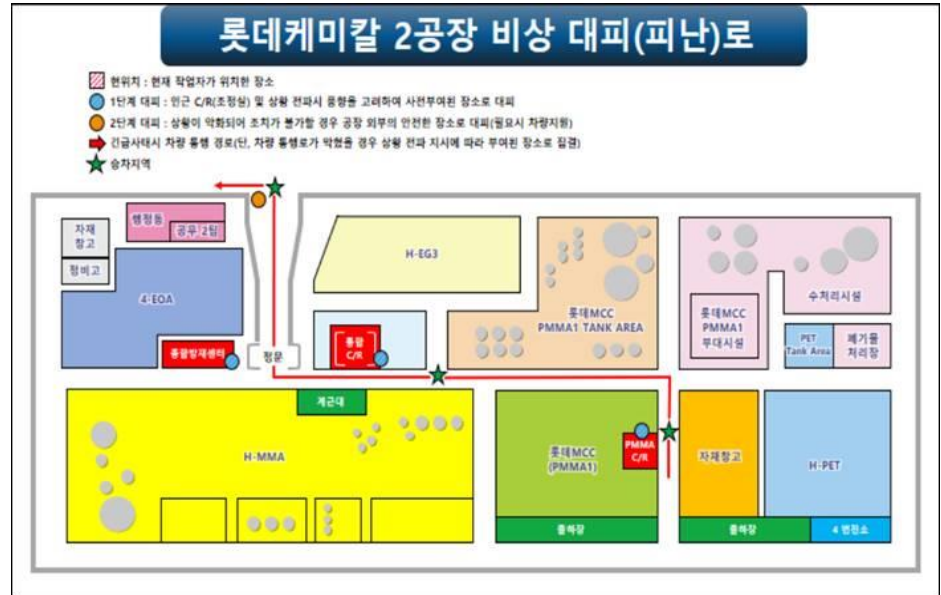 롯데케미칼 2공장 비상 대피(피난)로
현위치 : 현재 작업자가 위치한 장소
1단계 대피 : 인근 C/R(조정실) 및 상황 전파시 풍향을 고려하여 사전부여된 장소로 대피
2단계 대피 : 상황이 악화되어 조치가 불가할 경우 공장 외부의 안전한 장소로 대피(필요시 차량지원)
긴급사태시 차량 통행 경로(단, 차량 통행로가 막혔을 경우 상황 전파 지시에 따라 부여된 장소로 집결)
승차지역
자재
창고
정비고
행정동
공무 2팀
4-EOA
통합방재센터
정문
H-EG3
통합
C/R
롯데MCC
PMMA1 TANK AREA
롯데MCC
PMMA1
부대시설
수처리시설
PET
Tank Area
폐기물
처리장
계근대
H-MMA
롯데MCC
(PMMA1)
PMMA
C/R
출하장
자재창고
H-PET
출하장
4 변전소